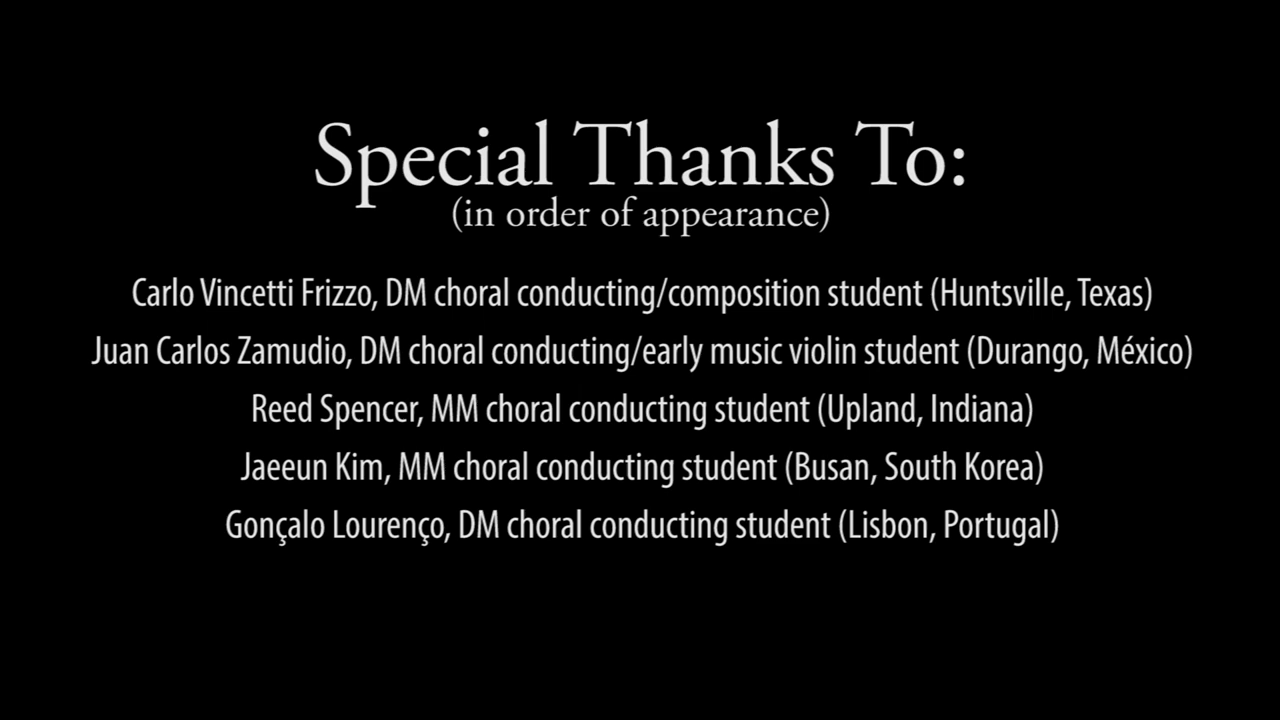 Special Thanks To:
(in order of appearance)
Carlo Vincetti Frizzo, DM choral conducting/composition student (Huntsville, Texas)
Juan Carlos Zamudio, DM choral conducting/early music violin student (Durango, México)
Reed Spencer, MM choral conducting student (Upland, Indiana)
Jaeeun Kim, MM choral conducting student (Busan, South Korea)
Gonçalo Lourenço, DM choral conducting student (Lisbon, Portugal)